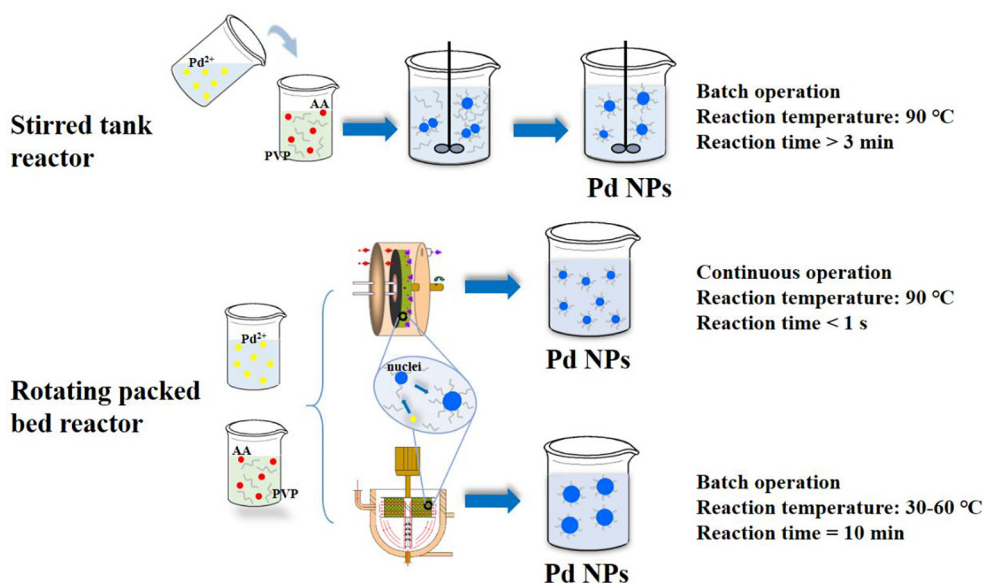 Pd²⁺
AA
PVP
Stirred tank
reactor
Pd NPs
Batch operation
Reaction temperature: 90 °C
Reaction time > 3 min
Pd²⁺
AA
PVP
Rotating packed
bed reactor
nuclei
Pd NPs
Continuous operation
Reaction temperature: 90 °C
Reaction time < 1 s
Pd NPs
Batch operation
Reaction temperature: 30-60 °C
Reaction time = 10 min